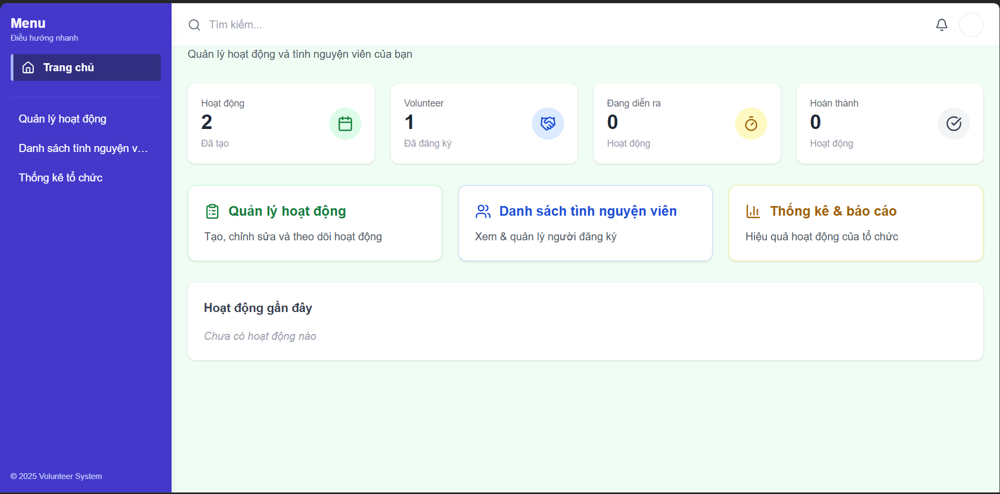 Menu
Điều hướng nhanh
Trang chủ
Quản lý hoạt động
Danh sách tình nguyện v...
Thống kê tổ chức
© 2025 Volunteer System
Tìm kiếm...
Quản lý hoạt động và tình nguyện viên của bạn
Hoạt động
2
Đã tạo
Volunteer
1
Đã đăng ký
Đang diễn ra
0
Hoạt động
Hoàn thành
0
Hoạt động
Quản lý hoạt động
Tạo, chỉnh sửa và theo dõi hoạt động
Danh sách tình nguyện viên
Xem & quản lý người đăng ký
Thống kê & báo cáo
Hiệu quả hoạt động của tổ chức
Hoạt động gần đây
Chưa có hoạt động nào